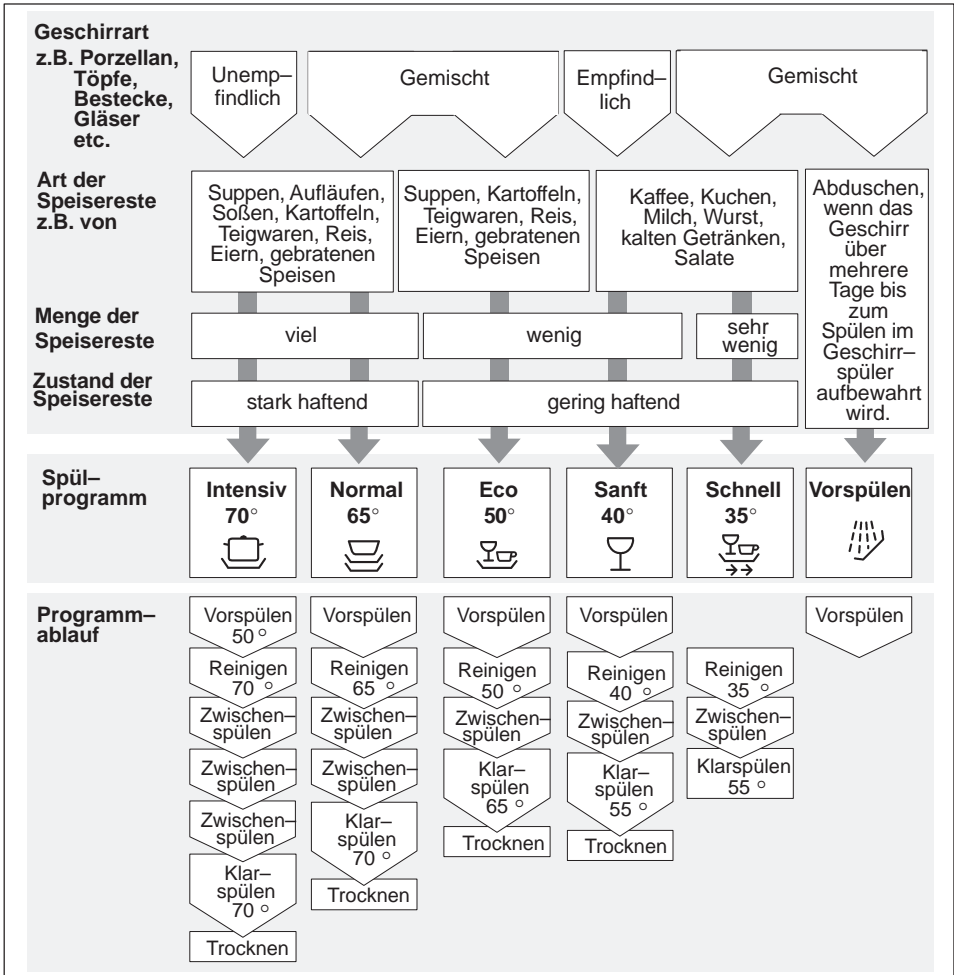 Geschirrart
z.B. Porzellan,
Töpfe,
Bestecke,
Gläser
etc.
Unemp–
findlich
Gemischt
Empfind–
lich
Gemischt
Art der
Speisereste
z.B. von
Suppen, Aufläufen,
Soßen, Kartoffeln,
Teigwaren, Reis,
Eiern, gebratenen
Speisen
Suppen, Kartoffeln,
Teigwaren, Reis,
Eiern, gebratenen
Speisen
Kaffee, Kuchen,
Milch, Wurst,
kalten Getränken,
Salate
Abduschen,
wenn das
Geschirr
über
mehrere
Tage bis
zum
Spülen im
Geschirr–
spüler
aufbewahrt
wird.
Menge der
Speisereste
viel
wenig
sehr
wenig
Zustand der
Speisereste
stark haftend
gering haftend
Spül–
programm
Intensiv
70°
Normal
65°
Eco
50°
Sanft
40°
Schnell
35°
Vorspülen
Programm–
ablauf
Vorspülen
50 °
Reinigen
70 °
Zwischen–
spülen
Zwischen–
spülen
Zwischen–
spülen
Klar–
spülen
70 °
Trocknen
Vorspülen
Reinigen
65 °
Zwischen–
spülen
Zwischen–
spülen
Klar–
spülen
70 °
Trocknen
Vorspülen
Reinigen
50 °
Zwischen–
spülen
Klar–
spülen
65 °
Trocknen
Vorspülen
Reinigen
40 °
Zwischen–
spülen
Klar–
spülen
55 °
Trocknen
Reinigen
35 °
Zwischen–
spülen
Klarspülen
55 °
Vorspülen